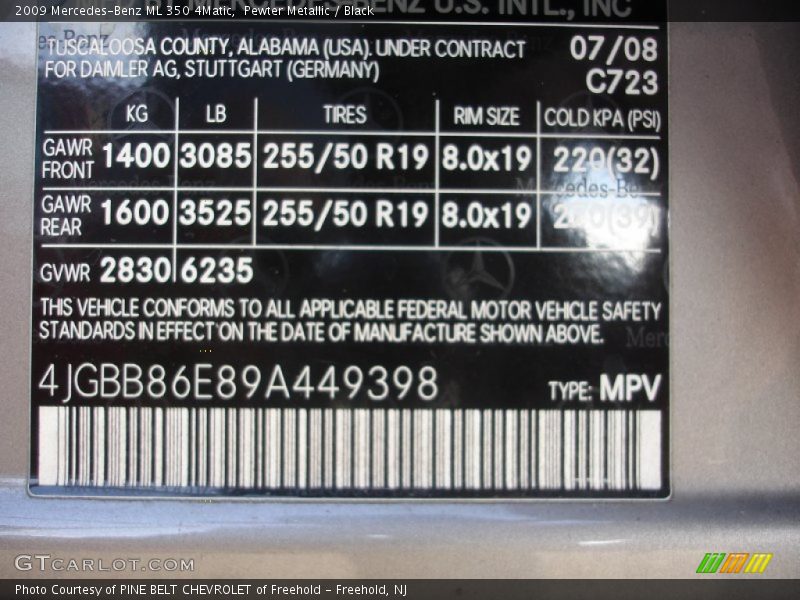 2009 Mercedes-Benz ML 350 4Matic, Pewter Metallic / Black
BENZ U.S. INTL., INC
TUSCALOOSA COUNTY, ALABAMA (USA). UNDER CONTRACT 07/08
FOR DAIMLER AG, STUTTGART (GERMANY) C723
KG LB TIRES RIM SIZE COLD KPA (PSI)
GAWR FRONT 1400 3085 255/50 R19 8.0x19 220(32)
GAWR REAR 1600 3525 255/50 R19 8.0x19 (39)
GVWR 2830 6235
THIS VEHICLE CONFORMS TO ALL APPLICABLE FEDERAL MOTOR VEHICLE SAFETY
STANDARDS IN EFFECT ON THE DATE OF MANUFACTURE SHOWN ABOVE.
4JGBB86E89A449398 TYPE: MPV
GTCARLOT.COM
Photo Courtesy of PINE BELT CHEVROLET of Freehold - Freehold, NJ